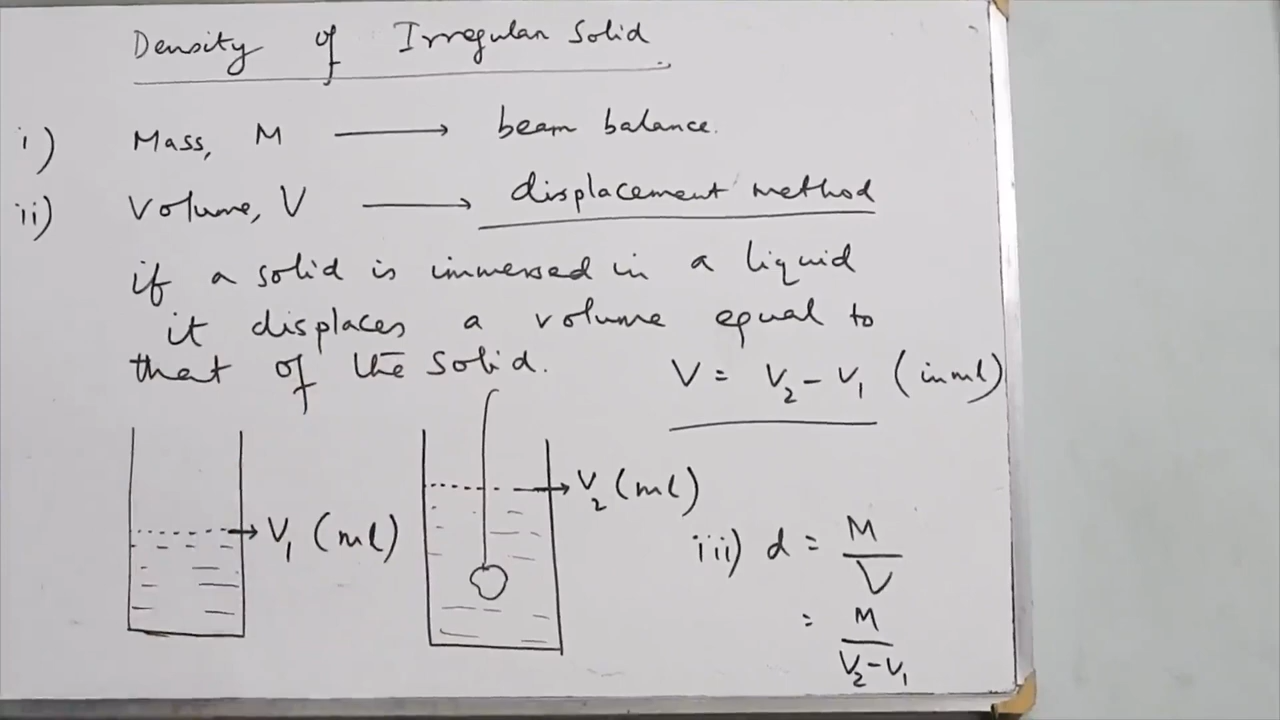 Density of Irregular Solid
i) Mass, M ⟶ beam balance.
ii) Volume, V ⟶ displacement method
if a solid is immersed in a liquid
it displaces a volume equal to
that of the solid.
V = V₂ - V₁ (in ml)
V₁ (ml)
V₂ (ml)
iii) d = M/V
= M/V₂-V₁